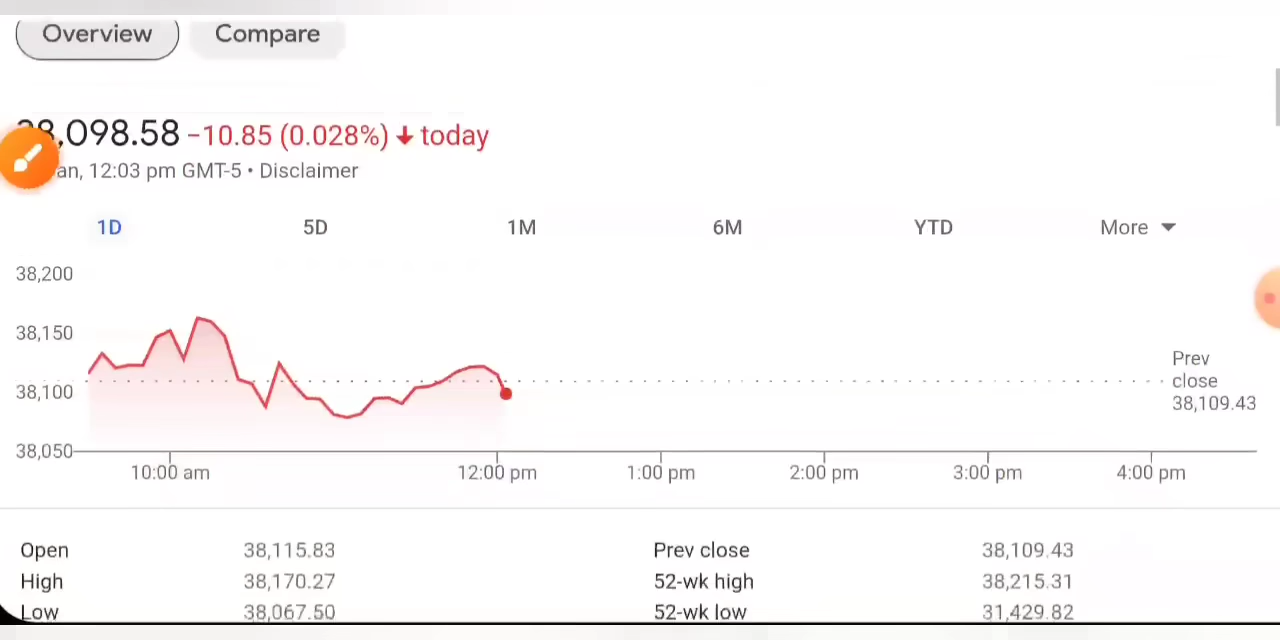 Overview Compare
38,098.58 −10.85 (0.028%) ↓ today
an, 12:03 pm GMT-5 • Disclaimer
1D 5D 1M 6M YTD More
38,200
38,150
38,100
38,050
Prev
close
38,109.43
10:00 am 12:00 pm 1:00 pm 2:00 pm 3:00 pm 4:00 pm
Open 38,115.83 Prev close 38,109.43
High 38,170.27 52-wk high 38,215.31
Low 38,067.50 52-wk low 31,429.82